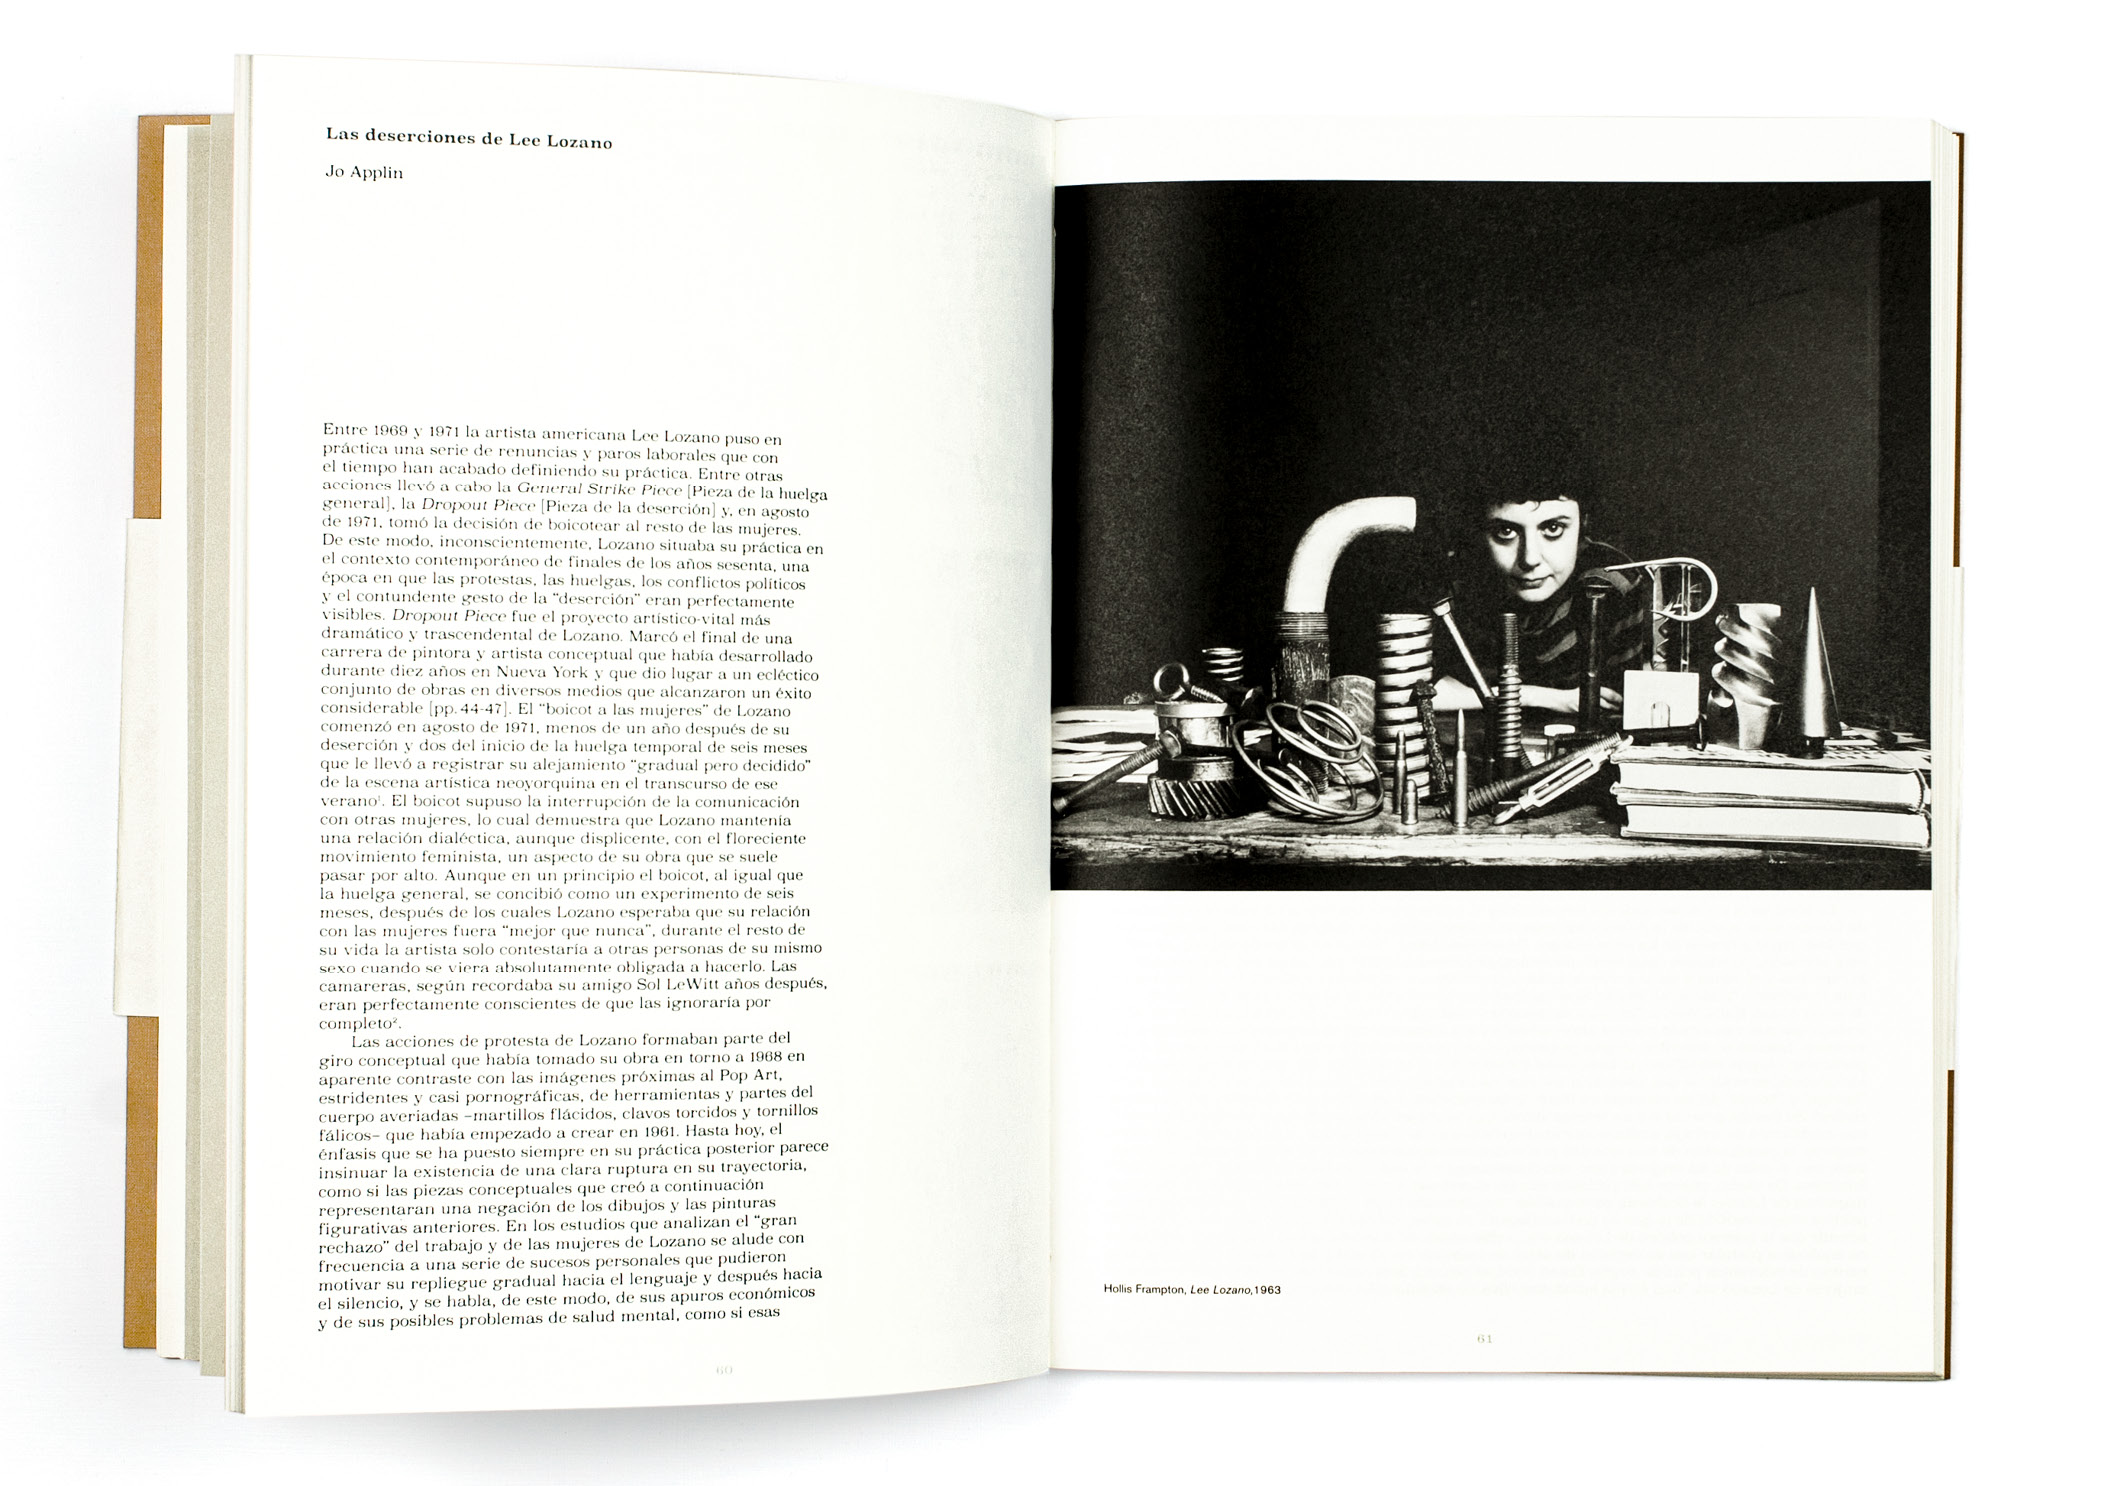 Las deserciones de Lee Lozano
Jo Applin
Entre 1969 y 1971 la artista americana Lee Lozano puso en
práctica una serie de renuncias y paros laborales que con
el tiempo han acabado definiendo su práctica. Entre otras
acciones llevó a cabo la General Strike Piece [Pieza de la huelga
general], la Dropout Piece [Pieza de la deserción] y, en agosto
de 1971, tomó la decisión de boicotear al resto de las mujeres.
De este modo, inconscientemente, Lozano situaba su práctica en
el contexto contemporáneo de finales de los años sesenta, una
época en que las protestas, las huelgas, los conflictos políticos
y el contundente gesto de la “deserción” eran perfectamente
visibles. Dropout Piece fue el proyecto artístico-vital más
dramático y trascendental de Lozano. Marcó el final de una
carrera de pintora y artista conceptual que había desarrollado
durante diez años en Nueva York y que dio lugar a un ecléctico
conjunto de obras en diversos medios que alcanzaron un éxito
considerable [pp. 44-47]. El “boicot a las mujeres” de Lozano
comenzó en agosto de 1971, menos de un año después de su
deserción y dos del inicio de la huelga temporal de seis meses
que le llevó a registrar su alejamiento “gradual pero decidido”
de la escena artística neoyorquina en el transcurso de ese
verano¹. El boicot supuso la interrupción de la comunicación
con otras mujeres, lo cual demuestra que Lozano mantenía
una relación dialéctica, aunque displicente, con el floreciente
movimiento feminista, un aspecto de su obra que se suele
pasar por alto. Aunque en un principio el boicot, al igual que
la huelga general, se concibió como un experimento de seis
meses, después de los cuales Lozano esperaba que su relación
con las mujeres fuera “mejor que nunca”, durante el resto de
su vida la artista solo contestaría a otras personas de su mismo
sexo cuando se viera absolutamente obligada a hacerlo. Las
camareras, según recordaba su amigo Sol LeWitt años después,
eran perfectamente conscientes de que las ignoraría por
completo².
Las acciones de protesta de Lozano formaban parte del
giro conceptual que había tomado su obra en torno a 1968 en
aparente contraste con las imágenes próximas al Pop Art,
estridentes y casi pornográficas, de herramientas y partes del
cuerpo averiadas –martillos flácidos, clavos torcidos y tornillos
fálicos– que había empezado a crear en 1961. Hasta hoy, el
énfasis que se ha puesto siempre en su práctica posterior parece
insinuar la existencia de una clara ruptura en su trayectoria,
como si las piezas conceptuales que creó a continuación
representaran una negación de los dibujos y las pinturas
figurativas anteriores. En los estudios que analizan el “gran
rechazo” del trabajo y de las mujeres de Lozano se alude con
frecuencia a una serie de sucesos personales que pudieron
motivar su repliegue gradual hacia el lenguaje y después hacia
el silencio, y se habla, de este modo, de sus apuros económicos
y de sus posibles problemas de salud mental, como si esas
60
Hollis Frampton, Lee Lozano,1963
61